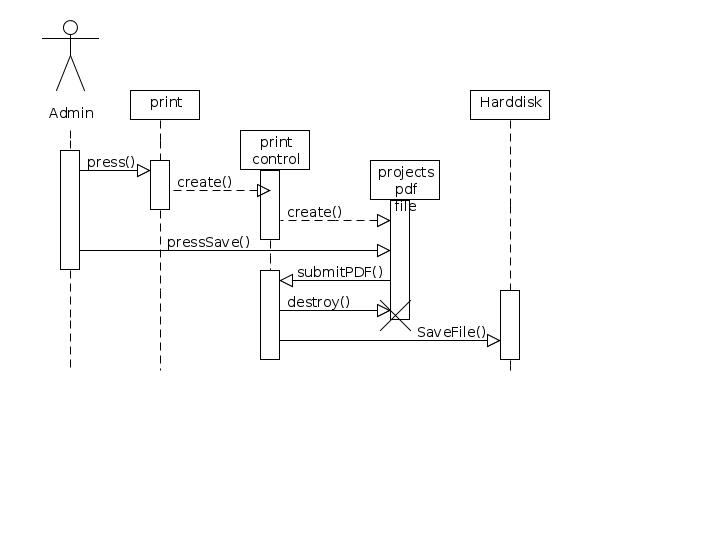 Admin
print
Harddisk
print
control
projects
pdf
file
press()
create()
create()
pressSave()
submitPDF()
destroy()
SaveFile()